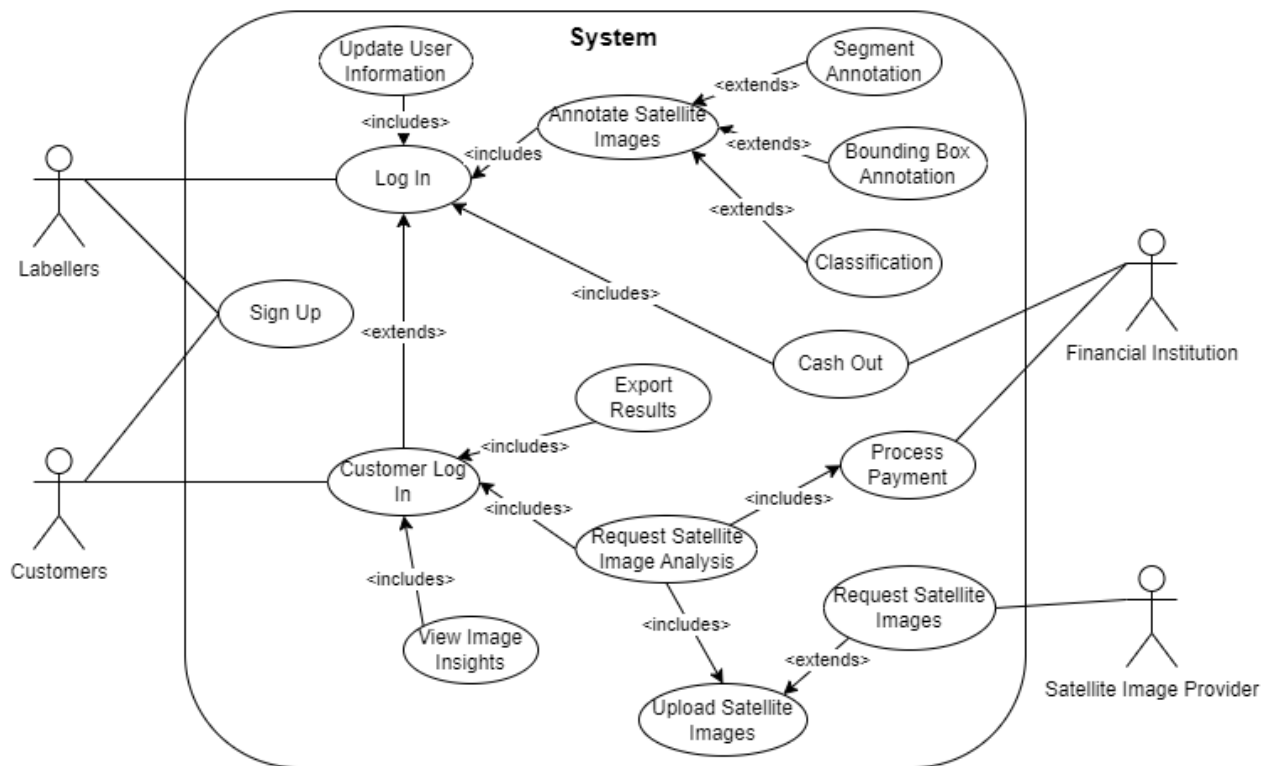 System
Update User
Information
Segment
Annotation
<extends>
<includes>
Annotate Satellite
Images
<includes
<extends>
Bounding Box
Annotation
Log In
<extends>
Labellers
Classification
<includes>
Sign Up
<extends>
Cash Out
Financial Institution
Export
Results
<includes>
Process
Payment
Customer Log
In
<includes>
<includes>
Request Satellite
Image Analysis
Customers
<includes>
Request Satellite
Images
<includes>
View Image
Insights
<extends>
Upload Satellite
Images
Satellite Image Provider